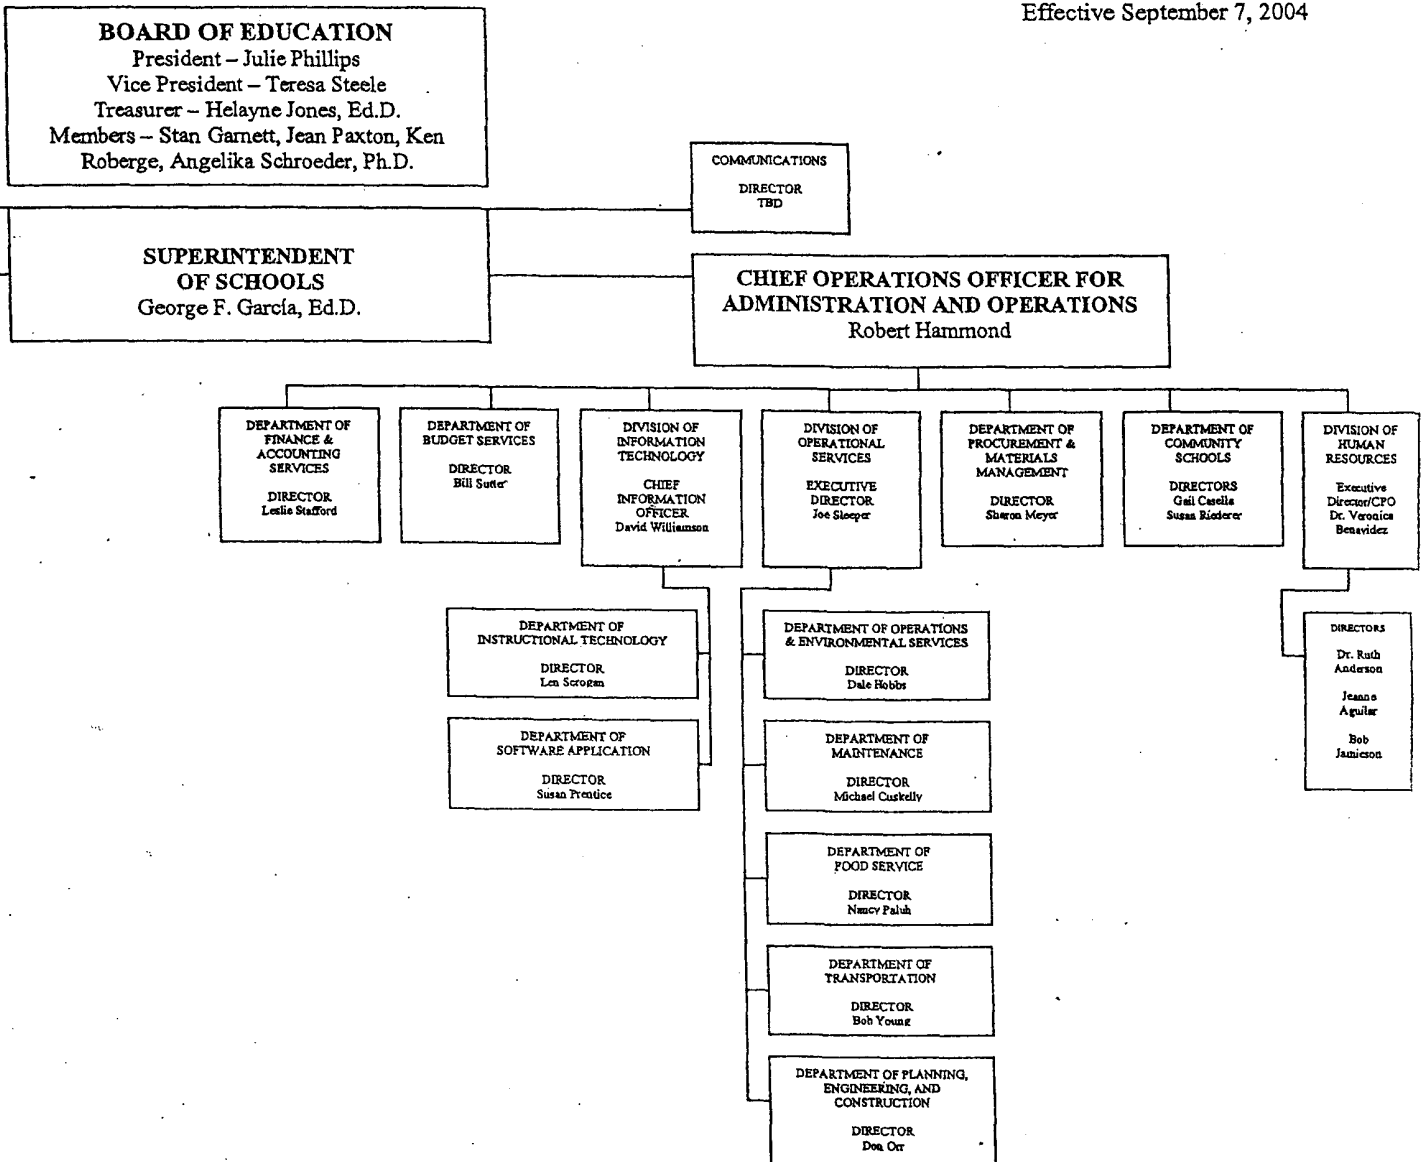 Effective September 7, 2004
BOARD OF EDUCATION
President – Julie Phillips
Vice President – Teresa Steele
Treasurer – Helayne Jones, Ed.D.
Members – Stan Garnett, Jean Paxton, Ken
Roberge, Angelika Schroeder, Ph.D.
COMMUNICATIONS
DIRECTOR
TBD
SUPERINTENDENT
OF SCHOOLS
George F. García, Ed.D.
CHIEF OPERATIONS OFFICER FOR
ADMINISTRATION AND OPERATIONS
Robert Hammond
DEPARTMENT OF
FINANCE &
ACCOUNTING
SERVICES
DIRECTOR
Leslie Stafford
DEPARTMENT OF
BUDGET SERVICES
DIRECTOR
Bill Sutter
DIVISION OF
INFORMATION
TECHNOLOGY
CHIEF
INFORMATION
OFFICER
David Williamson
DIVISION OF
OPERATIONAL
SERVICES
EXECUTIVE
DIRECTOR
Joe Sleeper
DEPARTMENT OF
PROCUREMENT &
MATERIALS
MANAGEMENT
DIRECTOR
Sharon Meyer
DEPARTMENT OF
COMMUNITY
SCHOOLS
DIRECTORS
Gail Casella
Susan Riederer
DIVISION OF
HUMAN
RESOURCES
Executive
Director/CPO
Dr. Veronica
Benavidez
DEPARTMENT OF
INSTRUCTIONAL TECHNOLOGY
DIRECTOR
Len Scrogan
DEPARTMENT OF
SOFTWARE APPLICATION
DIRECTOR
Susan Prentice
DEPARTMENT OF OPERATIONS
& ENVIRONMENTAL SERVICES
DIRECTOR
Dale Hobbs
DEPARTMENT OF
MAINTENANCE
DIRECTOR
Michael Cuskelly
DEPARTMENT OF
FOOD SERVICE
DIRECTOR
Nancy Paluh
DEPARTMENT OF
TRANSPORTATION
DIRECTOR
Bob Young
DEPARTMENT OF PLANNING,
ENGINEERING, AND
CONSTRUCTION
DIRECTOR
Don Orr
DIRECTORS
Dr. Ruth
Anderson
Jeanne
Aguilar
Bob
Jamieson